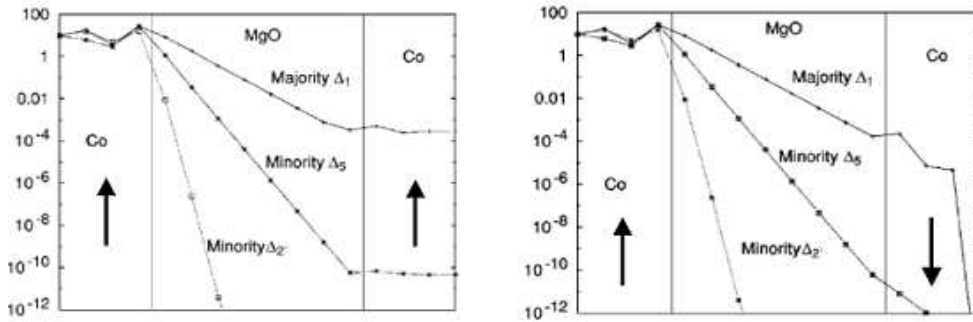 100
1
0.01
10⁻⁴
10⁻⁶
10⁻⁸
10⁻¹⁰
10⁻¹²
MgO
Co
Majority Δ₁
Co
Minority Δ₅
Minority Δ₂'
100
1
0.01
10⁻⁴
10⁻⁶
10⁻⁸
10⁻¹⁰
10⁻¹²
MgO
Co
Majority Δ₁
Minority Δ₅
Co
Minority Δ₂'